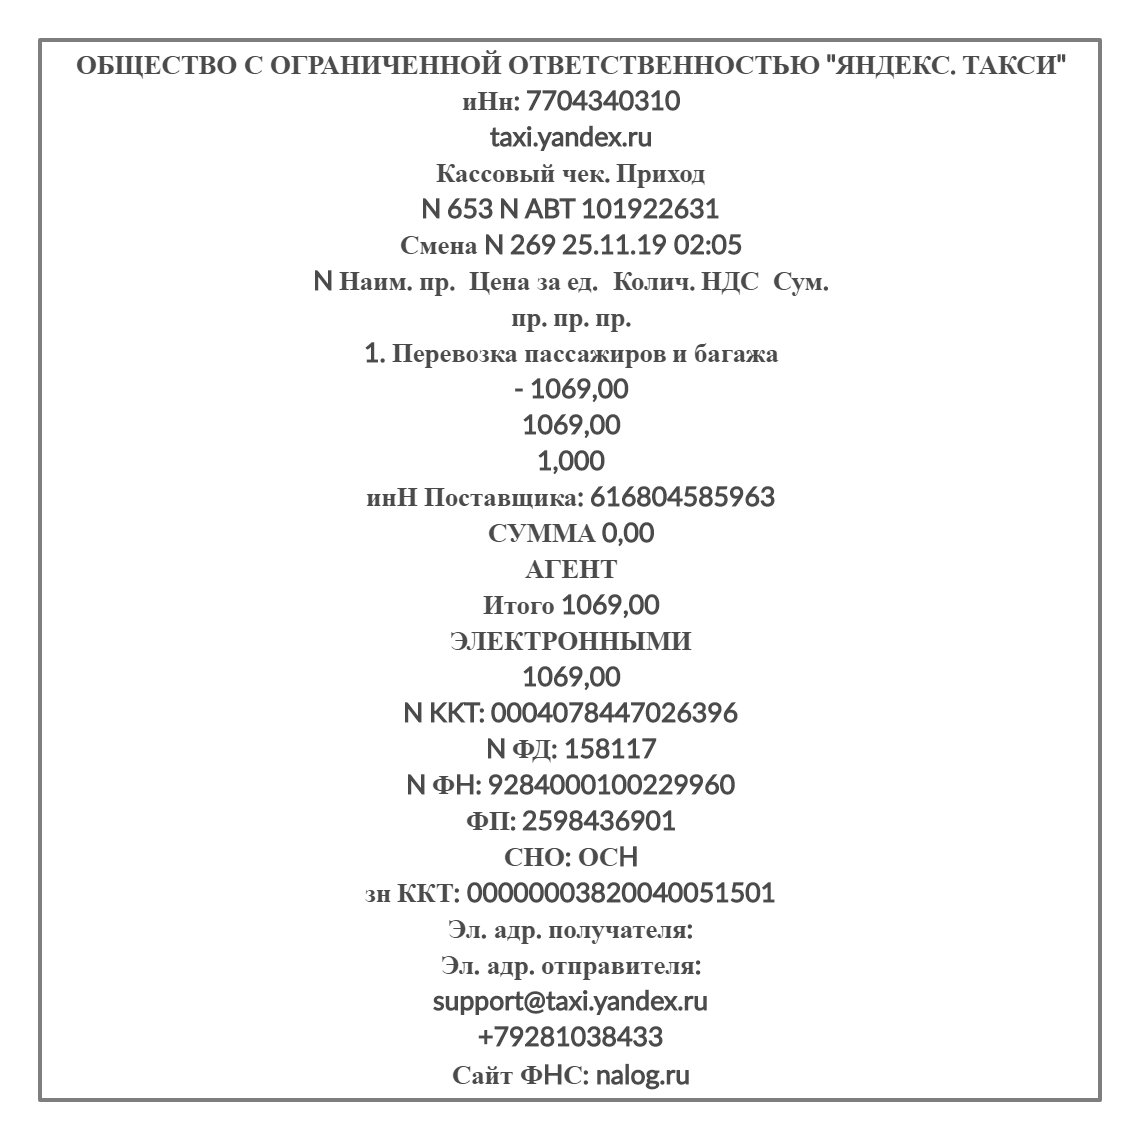 ОБЩЕСТВО С ОГРАНИЧЕННОЙ ОТВЕТСТВЕННОСТЬЮ "ЯНДЕКС. ТАКСИ"
иНн: 7704340310
taxi.yandex.ru
Кассовый чек. Приход
N 653 N АВТ 101922631
Смена N 269 25.11.19 02:05
N Наим. пр. Цена за ед. Колич. НДС Сум.
пр. пр. пр.
1. Перевозка пассажиров и багажа
- 1069,00
1069,00
1,000
инН Поставщика: 616804585963
СУММА 0,00
АГЕНТ
Итого 1069,00
ЭЛЕКТРОННЫМИ
1069,00
N ККТ: 0004078447026396
N ФД: 158117
N ФН: 9284000100229960
ФП: 2598436901
СНО: ОСН
зн ККТ: 00000003820040051501
Эл. адр. получателя:
Эл. адр. отправителя:
support@taxi.yandex.ru
+79281038433
Сайт ФНС: nalog.ru